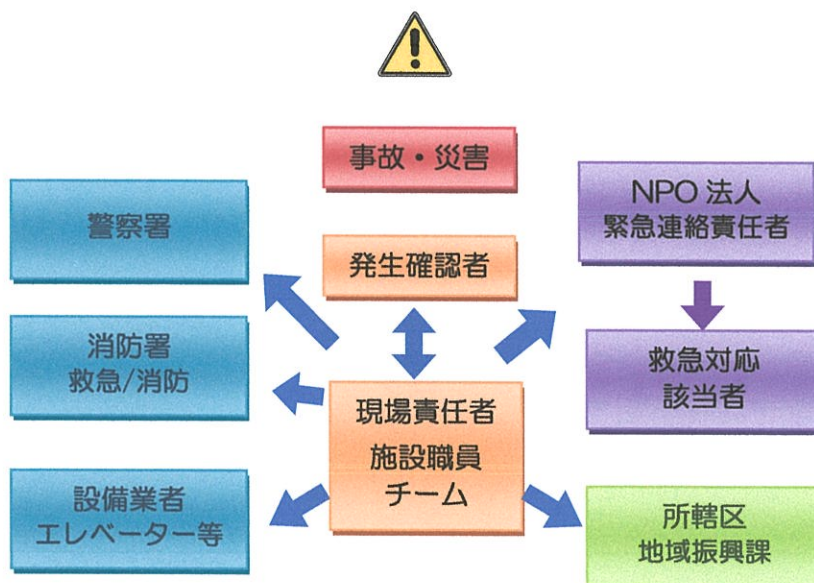 事故・災害
発生確認者
警察署
消防署
救急/消防
設備業者
エレベーター等
現場責任者
施設職員
チーム
NPO 法人
緊急連絡責任者
救急対応
該当者
所轄区
地域振興課